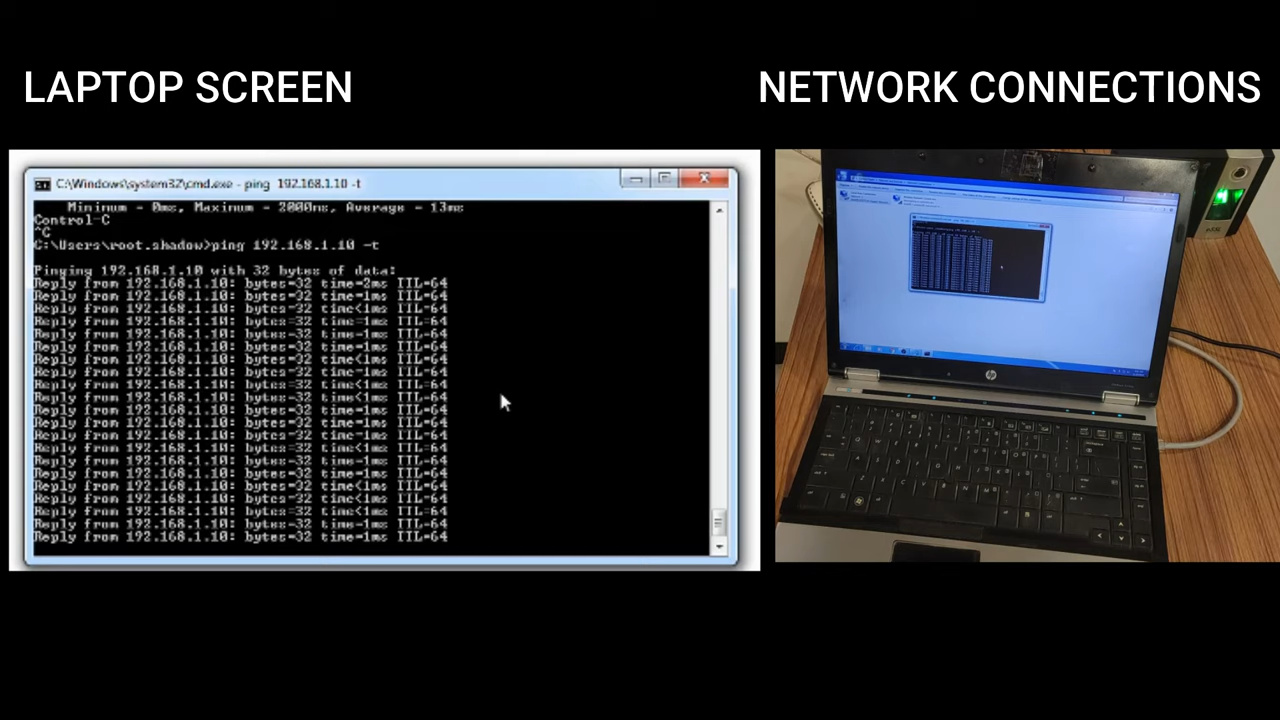 LAPTOP SCREEN
NETWORK CONNECTIONS
C:\Windows\system32\cmd.exe - ping 192.168.1.10 -t
Minimum = 0ms, Maximum = 2000ms, Average = 13ms
Control-C
^C
C:\Users\root.shadow>ping 192.168.1.10 -t
Pinging 192.168.1.10 with 32 bytes of data:
Reply from 192.168.1.10: bytes=32 time=2ms TTL=64
Reply from 192.168.1.10: bytes=32 time=1ms TTL=64
Reply from 192.168.1.10: bytes=32 time<1ms TTL=64
Reply from 192.168.1.10: bytes=32 time=1ms TTL=64
Reply from 192.168.1.10: bytes=32 time=1ms TTL=64
Reply from 192.168.1.10: bytes=32 time=1ms TTL=64
Reply from 192.168.1.10: bytes=32 time<1ms TTL=64
Reply from 192.168.1.10: bytes=32 time=1ms TTL=64
Reply from 192.168.1.10: bytes=32 time<1ms TTL=64
Reply from 192.168.1.10: bytes=32 time<1ms TTL=64
Reply from 192.168.1.10: bytes=32 time=1ms TTL=64
Reply from 192.168.1.10: bytes=32 time=1ms TTL=64
Reply from 192.168.1.10: bytes=32 time<1ms TTL=64
Reply from 192.168.1.10: bytes=32 time<1ms TTL=64
Reply from 192.168.1.10: bytes=32 time=1ms TTL=64
Reply from 192.168.1.10: bytes=32 time=1ms TTL=64
Reply from 192.168.1.10: bytes=32 time<1ms TTL=64
Reply from 192.168.1.10: bytes=32 time=1ms TTL=64
Reply from 192.168.1.10: bytes=32 time<1ms TTL=64
Reply from 192.168.1.10: bytes=32 time=1ms TTL=64
Reply from 192.168.1.10: bytes=32 time=1ms TTL=64
hp